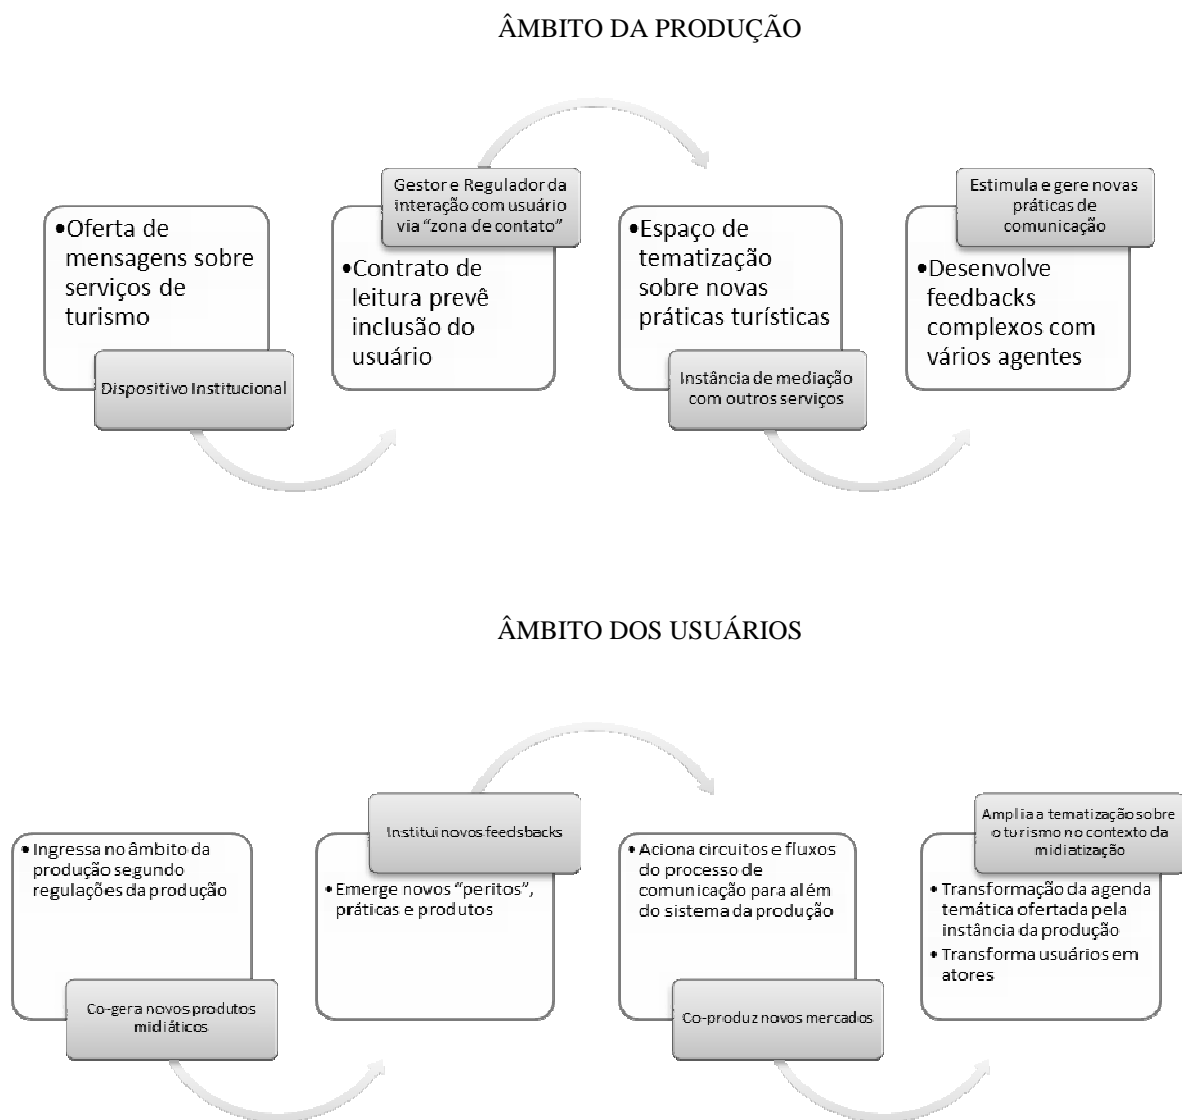 ÂMBITO DA PRODUÇÃO
•Oferta de
mensagens sobre
serviços de
turismo
Dispositivo Institucional
Gestor e Regulador da
interação com usuário
via “zona de contato”
•Contrato de
leitura prevê
inclusão do
usuário
•Espaço de
tematização
sobre novas
práticas turísticas
Instância de mediação
com outros serviços
Estimula e gere novas
práticas de
comunicação
•Desenvolve
feedbacks
complexos com
vários agentes
ÂMBITO DOS USUÁRIOS
• Ingressa no âmbito da
produção segundo
regulações da produção
Co-gera novos produtos
midiáticos
Institui novos feedsbacks
• Emerge novos “peritos”,
práticas e produtos
• Aciona circuitos e fluxos
do processo de
comunicação para além
do sistema da produção
Co-produz novos mercados
Amplia a tematização sobre
o turismo no contexto da
midiatização
• Transformação da agenda
temática ofertada pela
instância da produção
• Transforma usuários em
atores